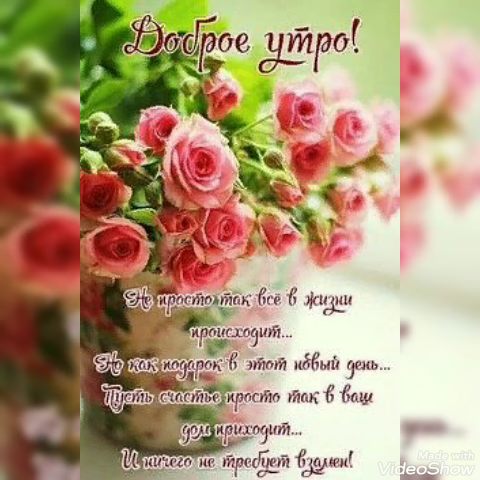 Доброе утро!
Не просто так всё в жизни
происходит...
Но как подарок в этот новый день...
Пусть счастье просто так в ваш
дом приходит...
И ничего не требует взамен!
день...
Made with
VideoShow